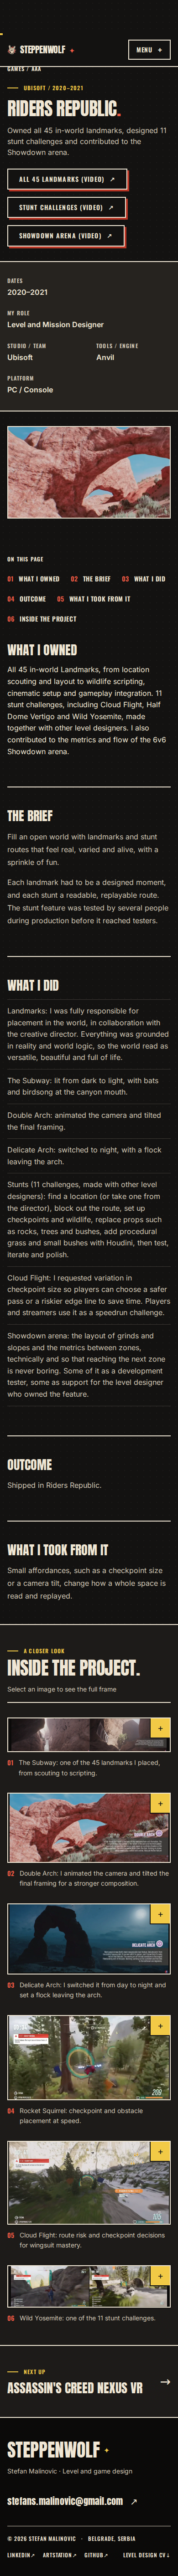 STEPPENWOLF
MENU
GAMES / AAA
UBISOFT / 2020–2021
RIDERS REPUBLIC.
Owned all 45 in-world landmarks, designed 11
stunt challenges and contributed to the
Showdown arena.
ALL 45 LANDMARKS (VIDEO) ↗
STUNT CHALLENGES (VIDEO) ↗
SHOWDOWN ARENA (VIDEO) ↗
DATES
2020–2021
MY ROLE
Level and Mission Designer
STUDIO / TEAM
Ubisoft
TOOLS / ENGINE
Anvil
PLATFORM
PC / Console
ON THIS PAGE
01 WHAT I OWNED 02 THE BRIEF 03 WHAT I DID
04 OUTCOME 05 WHAT I TOOK FROM IT
06 INSIDE THE PROJECT
WHAT I OWNED
All 45 in-world Landmarks, from location
scouting and layout to wildlife scripting,
cinematic setup and gameplay integration. 11
stunt challenges, including Cloud Flight, Half
Dome Vertigo and Wild Yosemite, made
together with other level designers. I also
contributed to the metrics and flow of the 6v6
Showdown arena.
THE BRIEF
Fill an open world with landmarks and stunt
routes that feel real, varied and alive, with a
sprinkle of fun.
Each landmark had to be a designed moment,
and each stunt a readable, replayable route.
The stunt feature was tested by several people
during production before it reached testers.
WHAT I DID
Landmarks: I was fully responsible for
placement in the world, in collaboration with
the creative director. Everything was grounded
in reality and world logic, so the world read as
versatile, beautiful and full of life.
The Subway: lit from dark to light, with bats
and birdsong at the canyon mouth.
Double Arch: animated the camera and tilted
the final framing.
Delicate Arch: switched to night, with a flock
leaving the arch.
Stunts (11 challenges, made with other level
designers): find a location (or take one from
the director), block out the route, set up
checkpoints and wildlife, replace props such
as rocks, trees and bushes, add procedural
grass and small bushes with Houdini, then test,
iterate and polish.
Cloud Flight: I requested variation in
checkpoint size so players can choose a safer
pass or a riskier edge line to save time. Players
and streamers use it as a speedrun challenge.
Showdown arena: the layout of grinds and
slopes and the metrics between zones,
technically and so that reaching the next zone
is never boring. Some of it as a development
tester, some as support for the level designer
who owned the feature.
OUTCOME
Shipped in Riders Republic.
WHAT I TOOK FROM IT
Small affordances, such as a checkpoint size
or a camera tilt, change how a whole space is
read and replayed.
A CLOSER LOOK
INSIDE THE PROJECT.
Select an image to see the full frame
01 The Subway: one of the 45 landmarks I placed,
from scouting to scripting.
02 Double Arch: I animated the camera and tilted the
final framing for a stronger composition.
DELICATE ARCH
03 Delicate Arch: I switched it from day to night and
set a flock leaving the arch.
04 Rocket Squirrel: checkpoint and obstacle
placement at speed.
05 Cloud Flight: route risk and checkpoint decisions
for wingsuit mastery.
06 Wild Yosemite: one of the 11 stunt challenges.
NEXT UP
ASSASSIN'S CREED NEXUS VR →
STEPPENWOLF
Stefan Malinovic · Level and game design
stefans.malinovic@gmail.com ↗
© 2026 STEFAN MALINOVIC · BELGRADE, SERBIA
LINKEDIN↗ ARTSTATION↗ GITHUB↗ LEVEL DESIGN CV↓